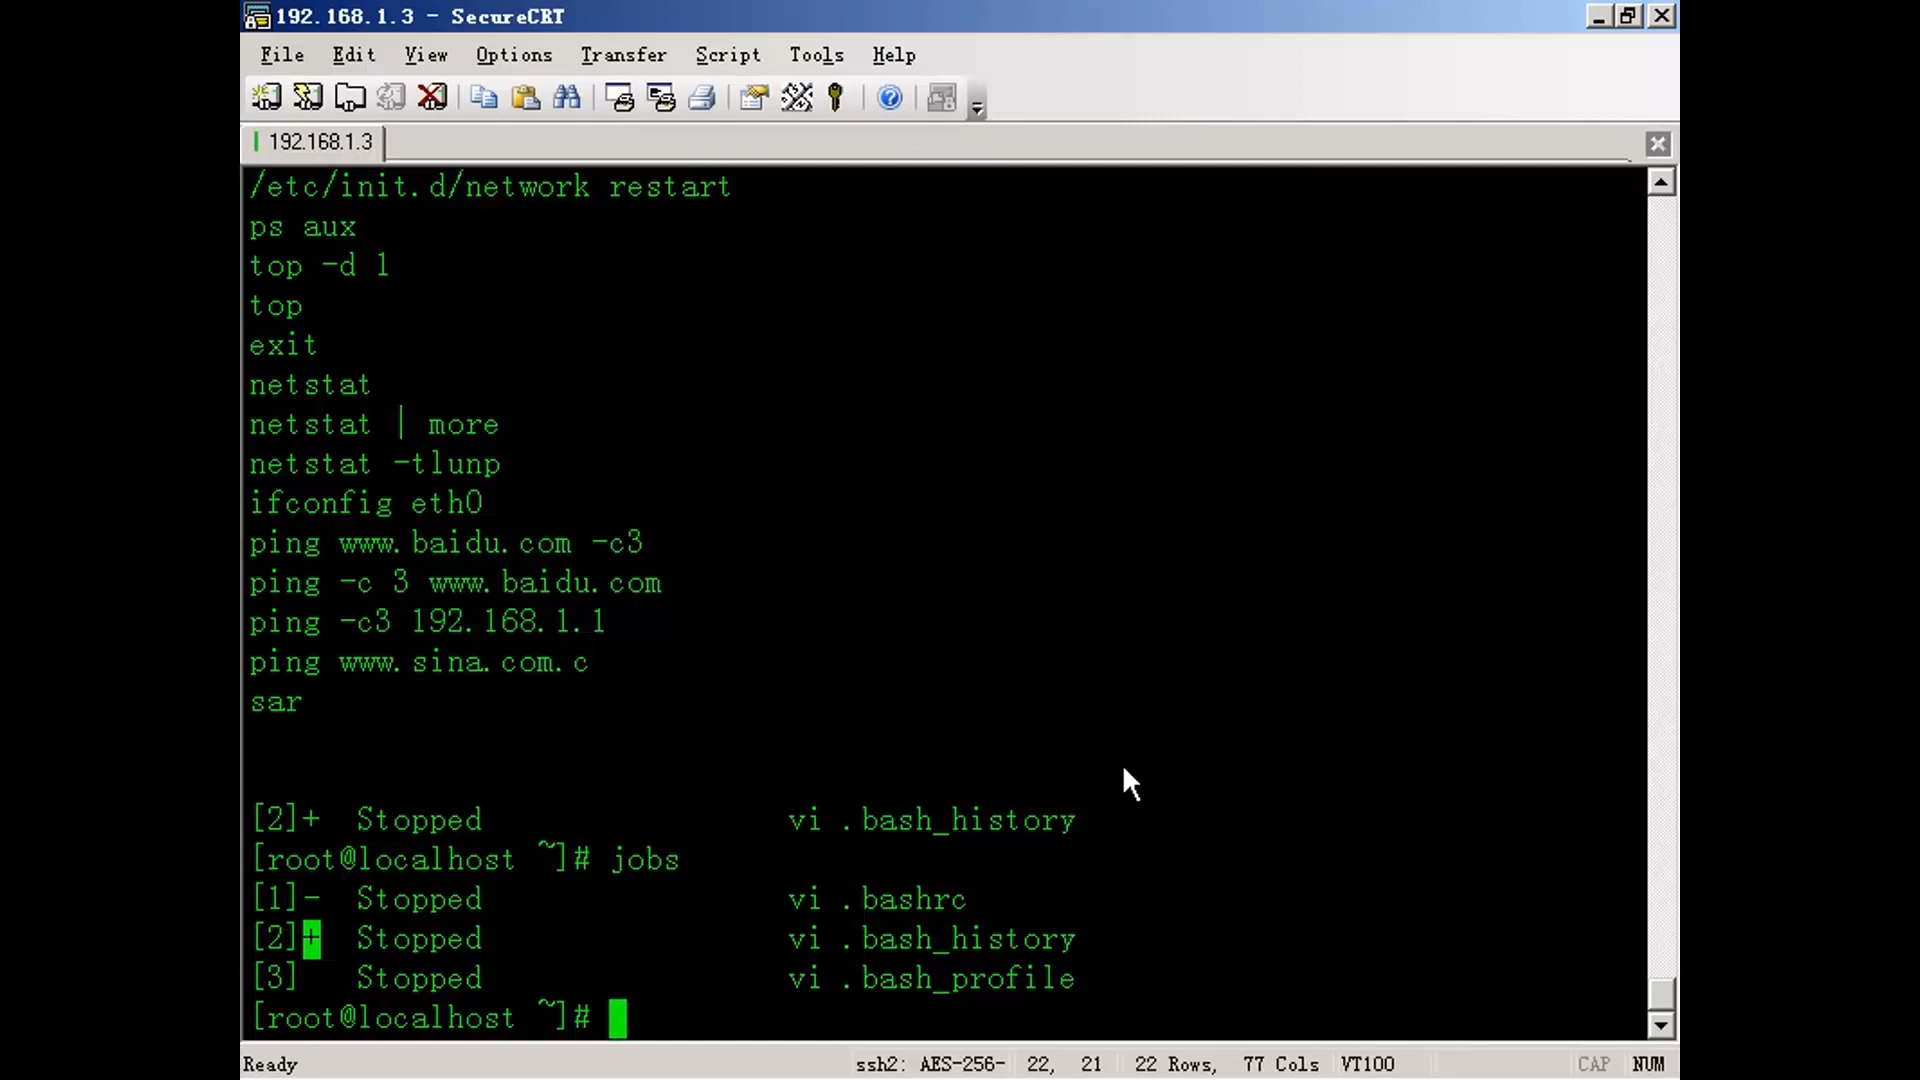 192.168.1.3 - SecureCRT
File Edit View Options Transfer Script Tools Help
192.168.1.3
/etc/init.d/network restart
ps aux
top -d 1
top
exit
netstat
netstat | more
netstat -tlunp
ifconfig eth0
ping www.baidu.com -c3
ping -c 3 www.baidu.com
ping -c3 192.168.1.1
ping www.sina.com.c
sar
[2]+  Stopped                 vi .bash_history
[root@localhost ~]# jobs
[1]-  Stopped                 vi .bashrc
[2]+  Stopped                 vi .bash_history
[3]   Stopped                 vi .bash_profile
[root@localhost ~]#
Ready ssh2: AES-256- 22, 21 22 Rows, 77 Cols VT100 CAP NUM